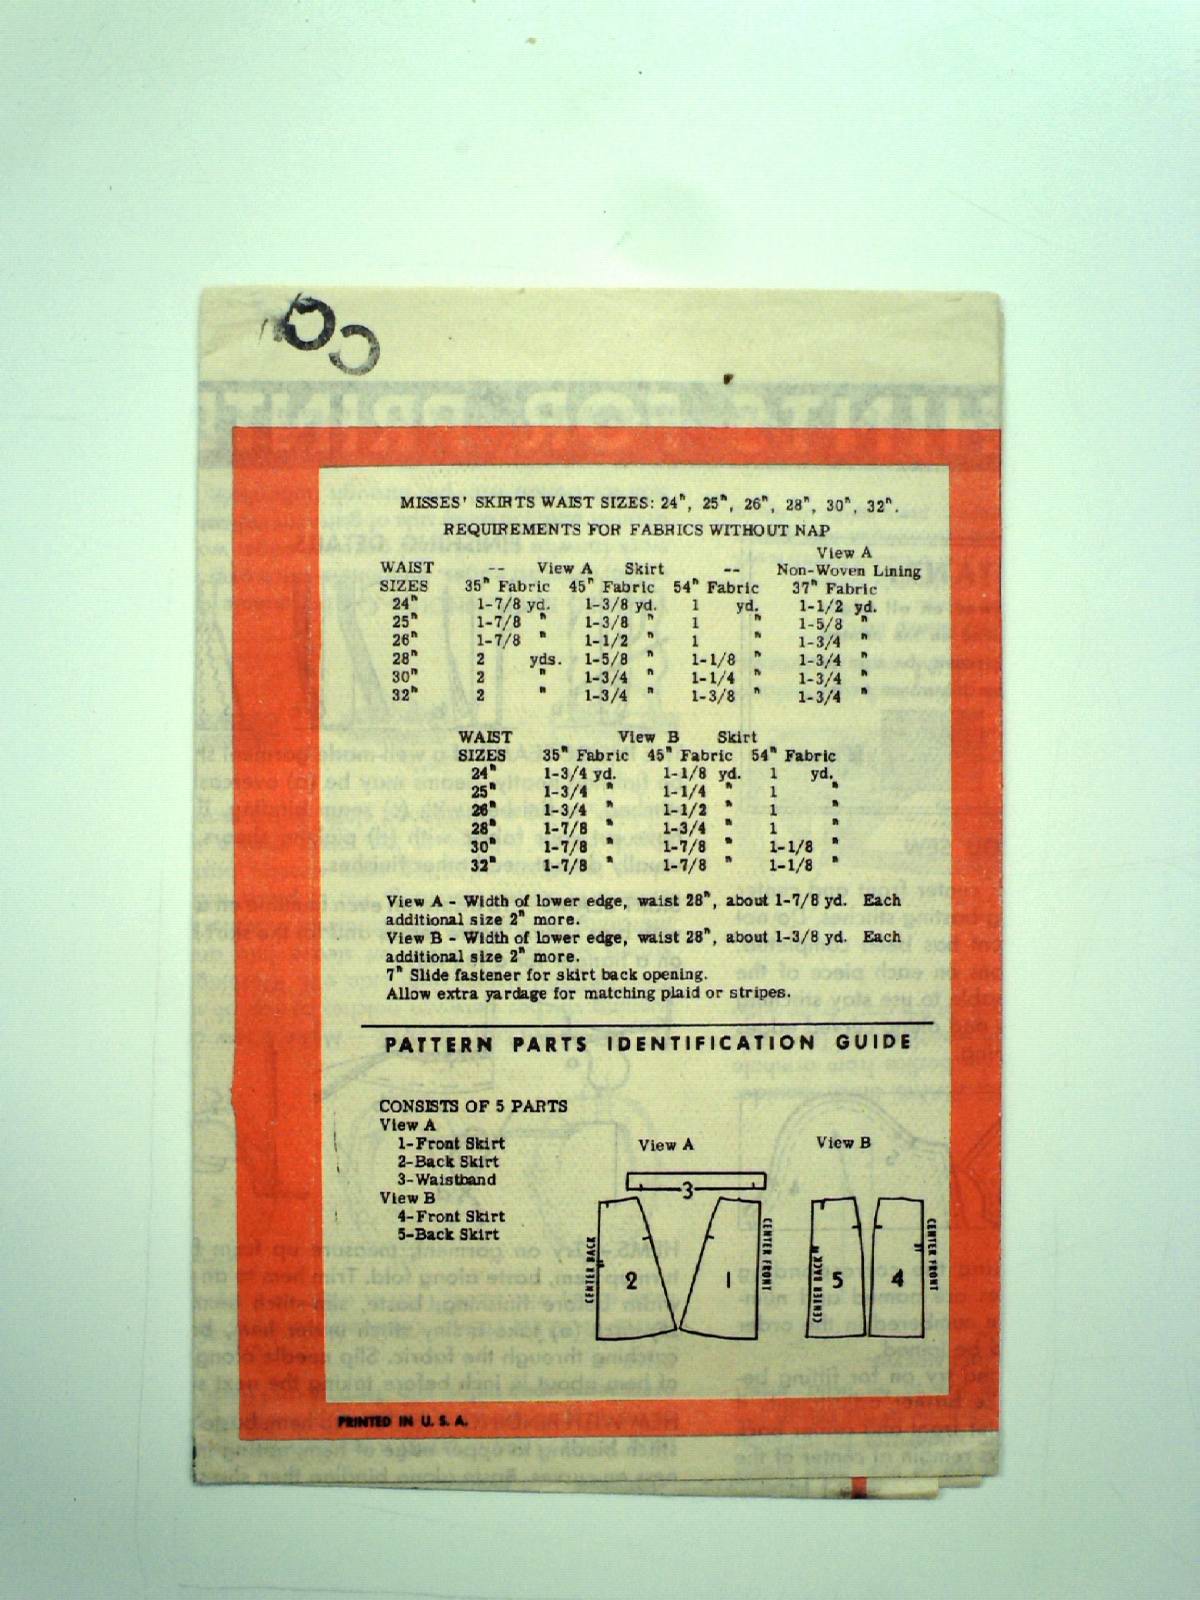 MISSES' SKIRTS WAIST SIZES: 24", 25", 26", 28", 30", 32".
REQUIREMENTS FOR FABRICS WITHOUT NAP
View A
WAIST -- View A Skirt -- Non-Woven Lining
SIZES 35" Fabric 45" Fabric 54" Fabric 37" Fabric
24" 1-7/8 yd. 1-3/8 yd. 1 yd. 1-1/2 yd.
25" 1-7/8 " 1-3/8 " 1 " 1-5/8 "
26" 1-7/8 " 1-1/2 " 1 " 1-3/4 "
28" 2 yds. 1-5/8 " 1-1/8 " 1-3/4 "
30" 2 " 1-3/4 " 1-1/4 " 1-3/4 "
32" 2 " 1-3/4 " 1-3/8 " 1-3/4 "
WAIST View B Skirt
SIZES 35" Fabric 45" Fabric 54" Fabric
24" 1-3/4 yd. 1-1/8 yd. 1 yd.
25" 1-3/4 " 1-1/4 " 1 "
26" 1-3/4 " 1-1/2 " 1 "
28" 1-7/8 " 1-3/4 " 1 "
30" 1-7/8 " 1-7/8 " 1-1/8 "
32" 1-7/8 " 1-7/8 " 1-1/8 "
View A - Width of lower edge, waist 28", about 1-7/8 yd. Each
additional size 2" more.
View B - Width of lower edge, waist 28", about 1-3/8 yd. Each
additional size 2" more.
7" Slide fastener for skirt back opening.
Allow extra yardage for matching plaid or stripes.
PATTERN PARTS IDENTIFICATION GUIDE
CONSISTS OF 5 PARTS
View A
1-Front Skirt
2-Back Skirt
3-Waistband
View B
4-Front Skirt
5-Back Skirt
View A View B
3
CENTER BACK 2 1 CENTER FRONT
CENTER BACK 5 4 CENTER FRONT
PRINTED IN U. S. A.